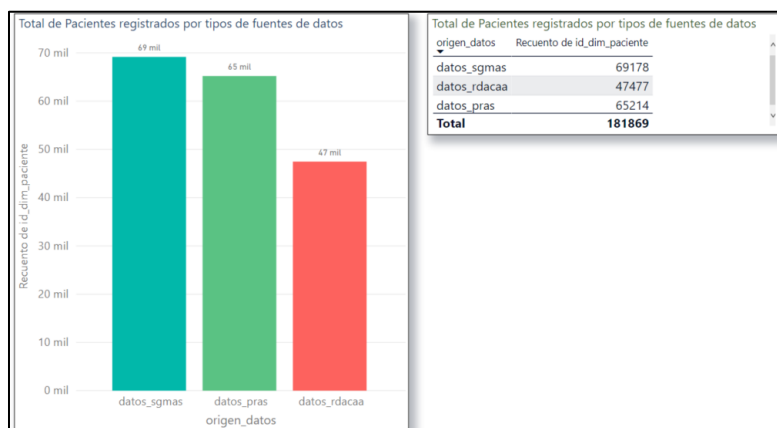 Total de Pacientes registrados por tipos de fuentes de datos
69 mil
65 mil
47 mil
70 mil
60 mil
50 mil
40 mil
30 mil
20 mil
10 mil
0 mil
Recuento de id_dim_paciente
datos_sgmas datos_pras datos_rdacaa
origen_datos
Total de Pacientes registrados por tipos de fuentes de datos
origen_datos Recuento de id_dim_paciente
datos_sgmas 69178
datos_rdacaa 47477
datos_pras 65214
Total 181869